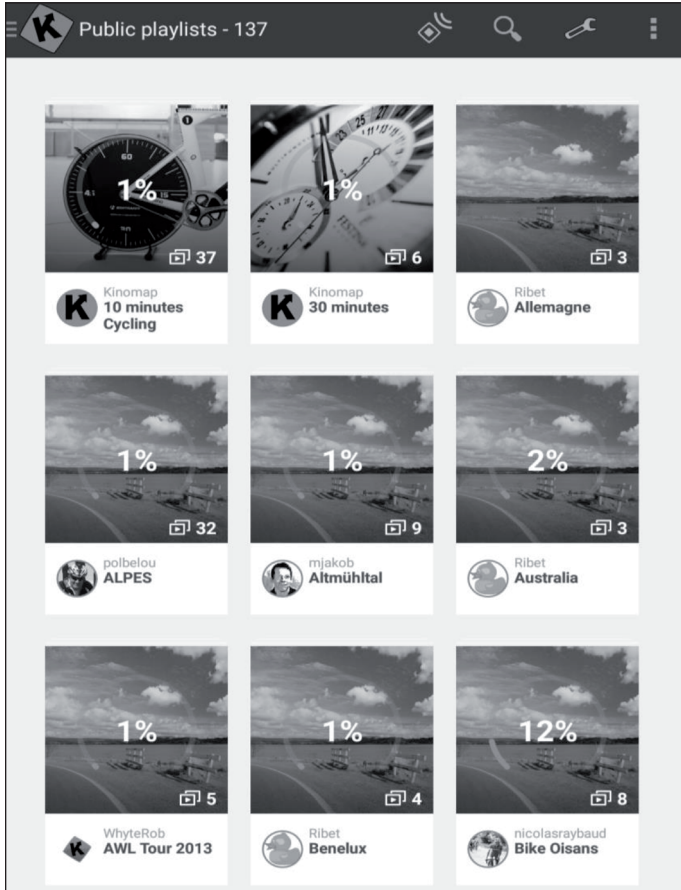 Public playlists - 137
1%
37
Kinomap
10 minutes
Cycling
1%
6
Kinomap
30 minutes
3
Ribet
Allemagne
1%
32
polbelou
ALPES
1%
9
mjakob
Altmühltal
2%
3
Ribet
Australia
1%
5
WhyteRob
AWL Tour 2013
1%
4
Ribet
Benelux
12%
8
nicolasraybaud
Bike Oisans